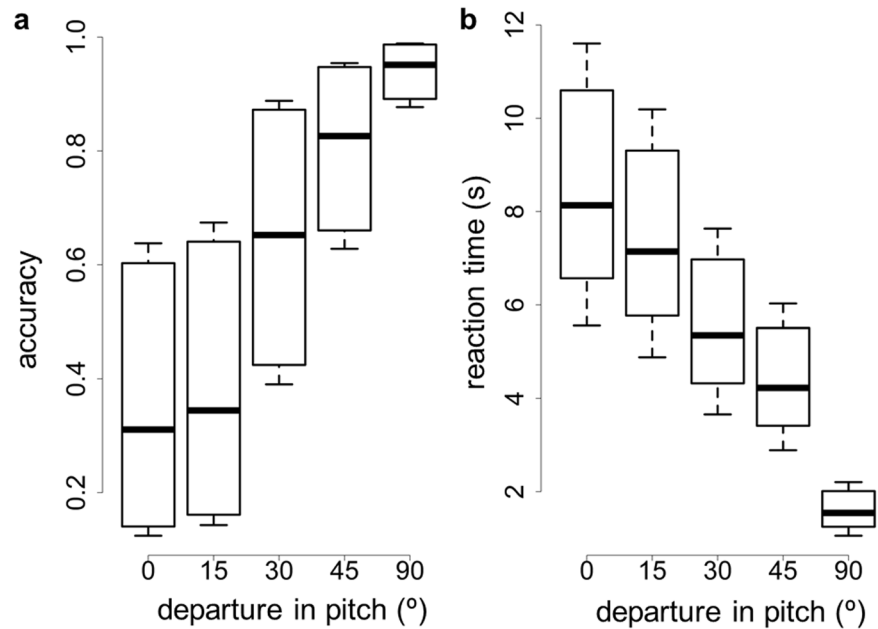 a
accuracy
1.0
0.8
0.6
0.4
0.2
0 15 30 45 90
departure in pitch (º)
b
reaction time (s)
12
10
8
6
4
2
0 15 30 45 90
departure in pitch (º)